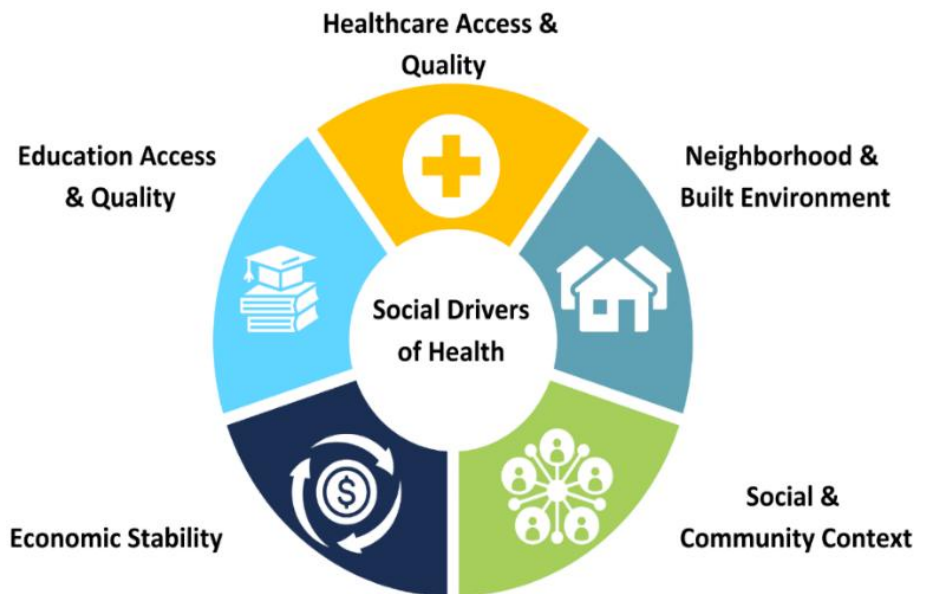 Healthcare Access &
Quality
Education Access
& Quality
Neighborhood &
Built Environment
Social Drivers
of Health
$
Economic Stability
Social &
Community Context